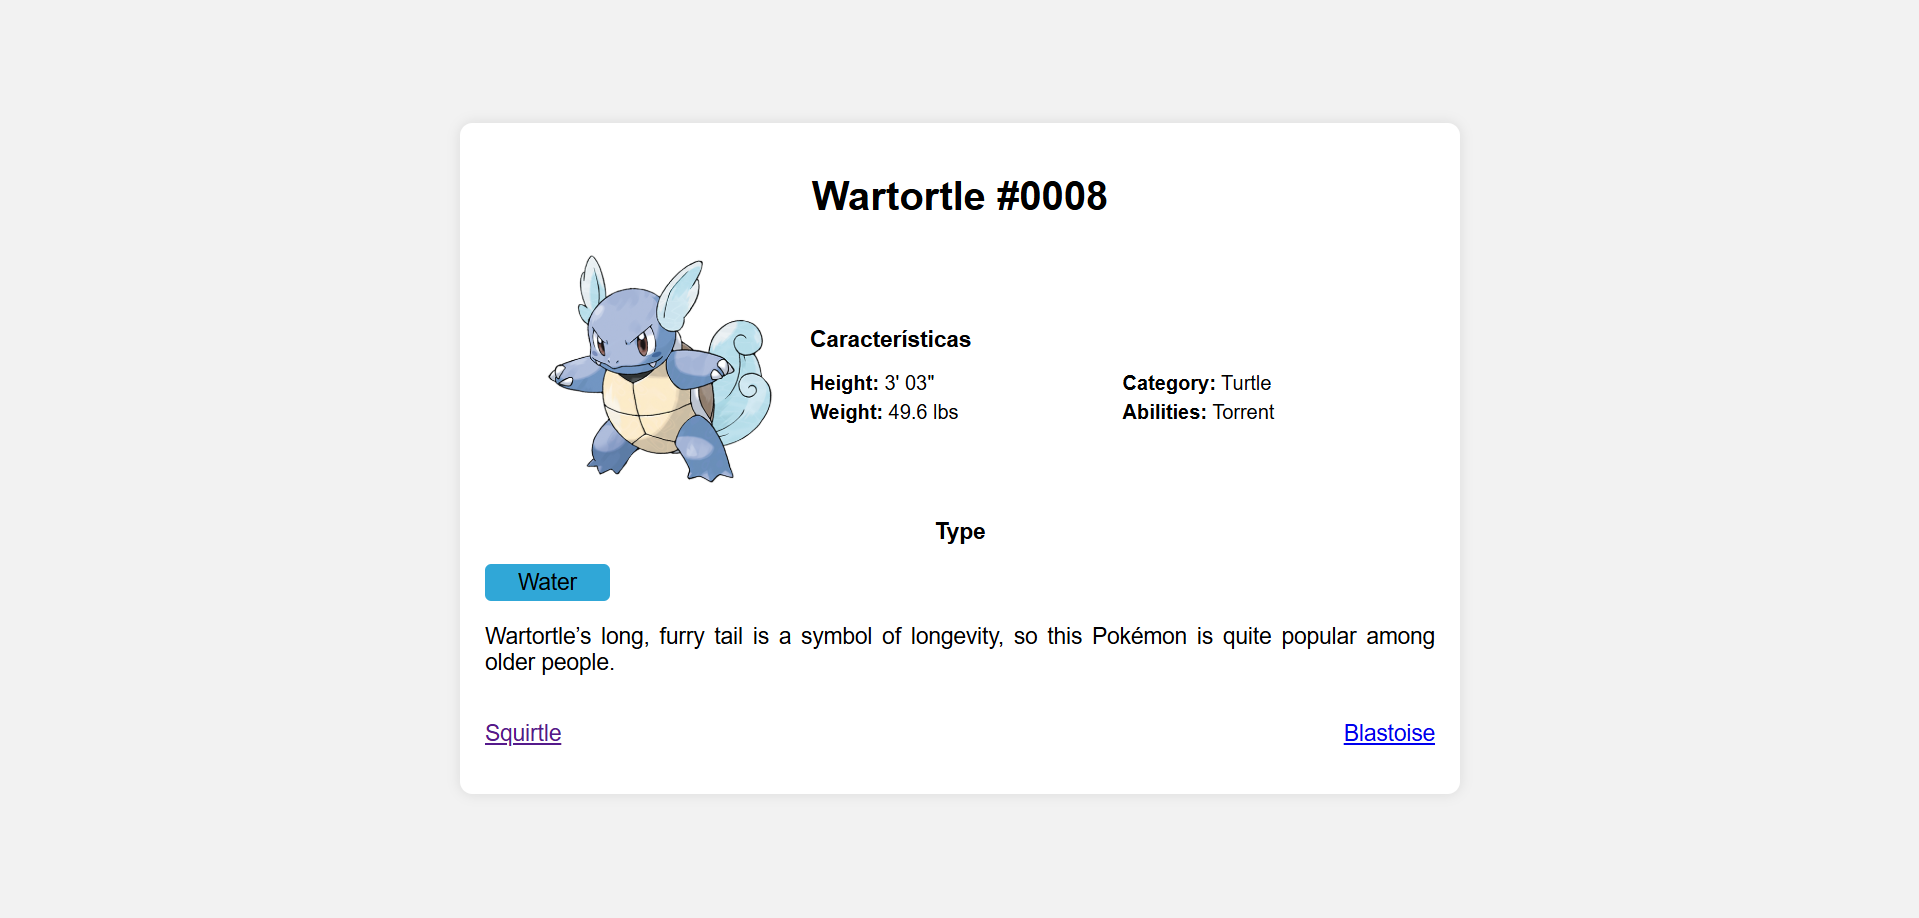 Wartortle #0008
Características
Height: 3' 03"
Category: Turtle
Weight: 49.6 lbs
Abilities: Torrent
Type
Water
Wartortle’s long, furry tail is a symbol of longevity, so this Pokémon is quite popular among
older people.
Squirtle
Blastoise